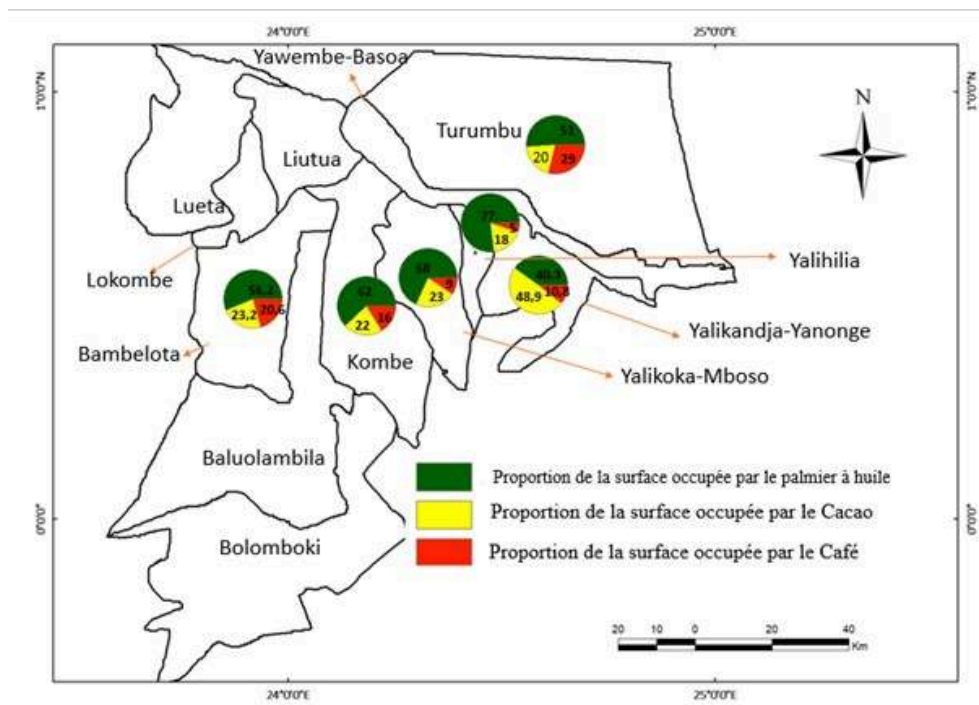 24°0'0"E
25°0'0"E
Yawembe-Basoa
1°0'0"N
1°0'0"N
N
Turumbu
51
20
29
Liutua
Lueta
77
5
18
Yalihilia
Lokombe
68
9
23
40,3
10,8
48,9
56,2
20,6
23,2
62
16
22
Yalikandja-Yanonge
Bambelota
Kombe
Yalikoka-Mboso
Baluolambila
Proportion de la surface occupée par le palmier à huile
Proportion de la surface occupée par le Cacao
Proportion de la surface occupée par le Café
0°0'0"
0°0'0"
Bolomboki
20 10 0 20 40
Km
24°0'0"E
25°0'0"E